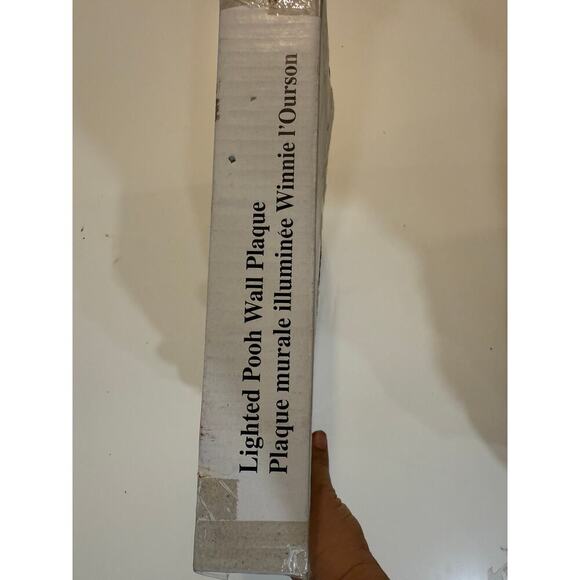 Lighted Pooh Wall Plaque
Plaque murale illuminée Winnie l'Ourson